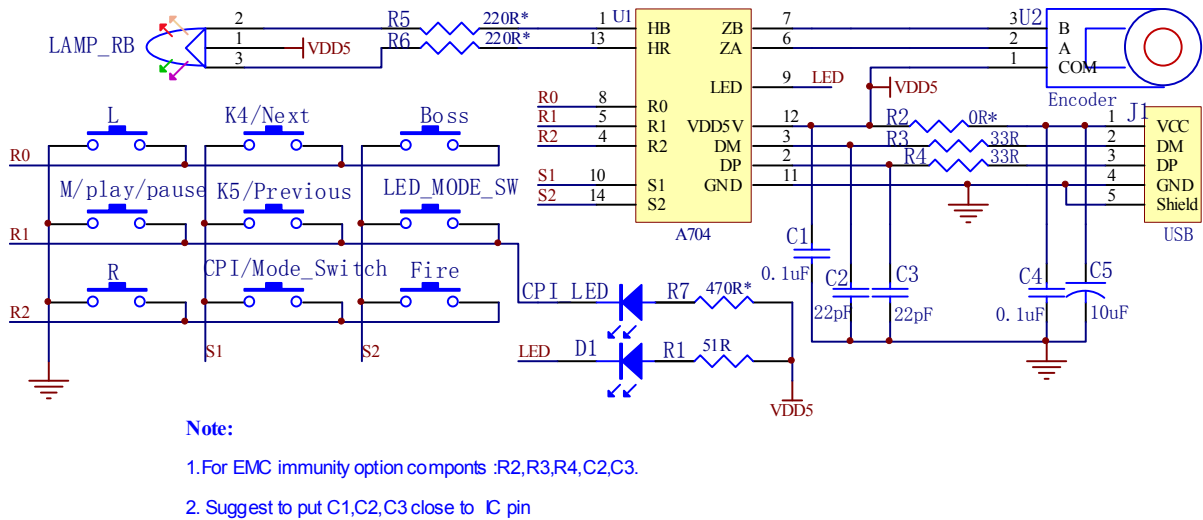 2 R5 220R* 1 U1 HB ZB 7 3 U2 B
LAMP_RB 1 VDD5 R6 220R* 13 HR ZA 6 2 A
3 1 COM
LED 9 LED VDD5 Encoder J1
R0 8 R0
R1 5 R1 VDD5V 12 R2 0R* 1 VCC
R2 4 R2 DM 3 R3 33R 2 DM
DP 2 R4 33R 3 DP
S1 10 S1 GND 11 4 GND
S2 14 S2 5 Shield
A704 USB
L K4/Next Boss
R0
M/play/pause K5/Previous LED_MODE_SW
R1
R CPI/Mode_Switch Fire
R2
S1 S2
C1
0.1uF
C2 C3 C4 C5
22pF 22pF 0.1uF 10uF
CPI LED R7 470R*
LED D1 R1 51R
VDD5
Note:
1.For EMC immunity option componts :R2,R3,R4,C2,C3.
2. Suggest to put C1,C2,C3 close to IC pin